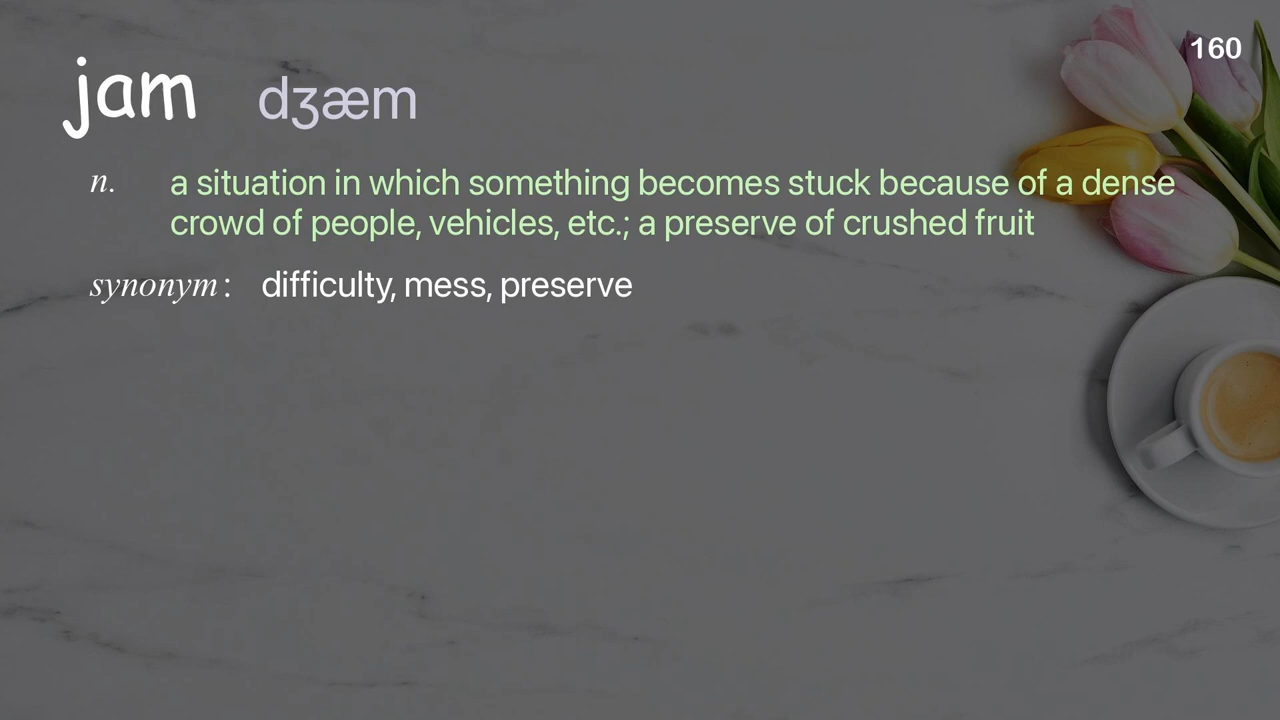 160
jam dʒæm
n. a situation in which something becomes stuck because of a dense
crowd of people, vehicles, etc.; a preserve of crushed fruit
synonym : difficulty, mess, preserve